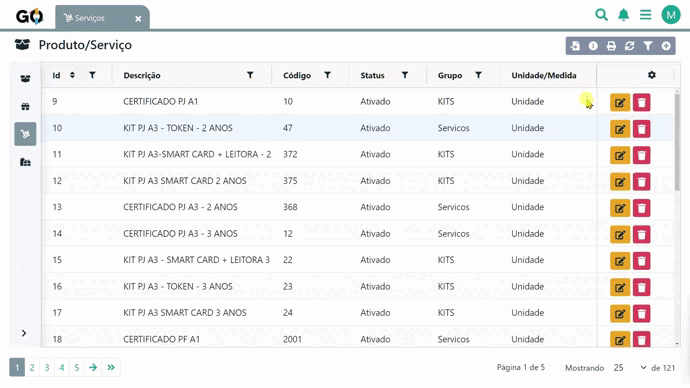 GO
Serviços
M
Produto/Serviço
Id Descrição Código Status Grupo Unidade/Medida
9 CERTIFICADO PJ A1 10 Ativado KITS Unidade
10 KIT PJ A3 - TOKEN - 2 ANOS 47 Ativado Servicos Unidade
11 KIT PJ A3-SMART CARD + LEITORA - 2 372 Ativado KITS Unidade
12 KIT PJ A3 SMART CARD 2 ANOS 375 Ativado KITS Unidade
13 CERTIFICADO PJ A3 - 2 ANOS 368 Ativado Servicos Unidade
14 CERTIFICADO PJ A3 - 3 ANOS 12 Ativado Servicos Unidade
15 KIT PJ A3 - SMART CARD + LEITORA 3 22 Ativado KITS Unidade
16 KIT PJ A3 - TOKEN - 3 ANOS 23 Ativado KITS Unidade
17 KIT PJ A3 SMART CARD 3 ANOS 24 Ativado KITS Unidade
18 CERTIFICADO PF A1 2001 Ativado Servicos Unidade
1 2 3 4 5 Página 1 de 5 Mostrando 25 de 121